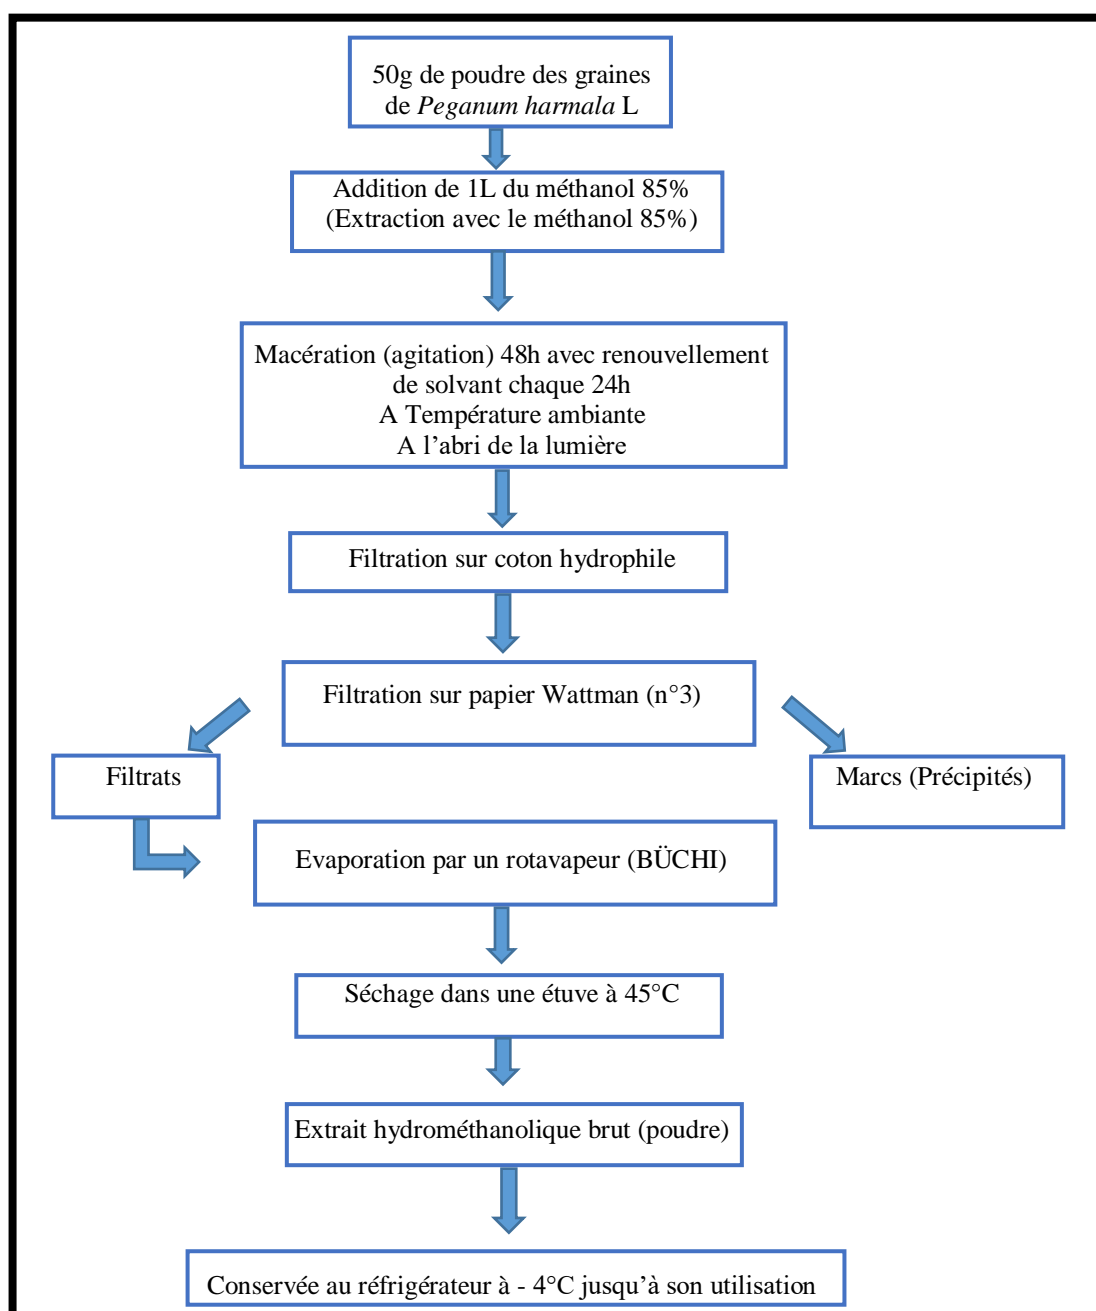 50g de poudre des graines
de Peganum harmala L
Addition de 1L du méthanol 85%
(Extraction avec le méthanol 85%)
Macération (agitation) 48h avec renouvellement
de solvant chaque 24h
A Température ambiante
A l’abri de la lumière
Filtration sur coton hydrophile
Filtration sur papier Wattman (n°3)
Filtrats
Marcs (Précipités)
Evaporation par un rotavapeur (BÜCHI)
Séchage dans une étuve à 45°C
Extrait hydrométhanolique brut (poudre)
Conservée au réfrigérateur à - 4°C jusqu’à son utilisation